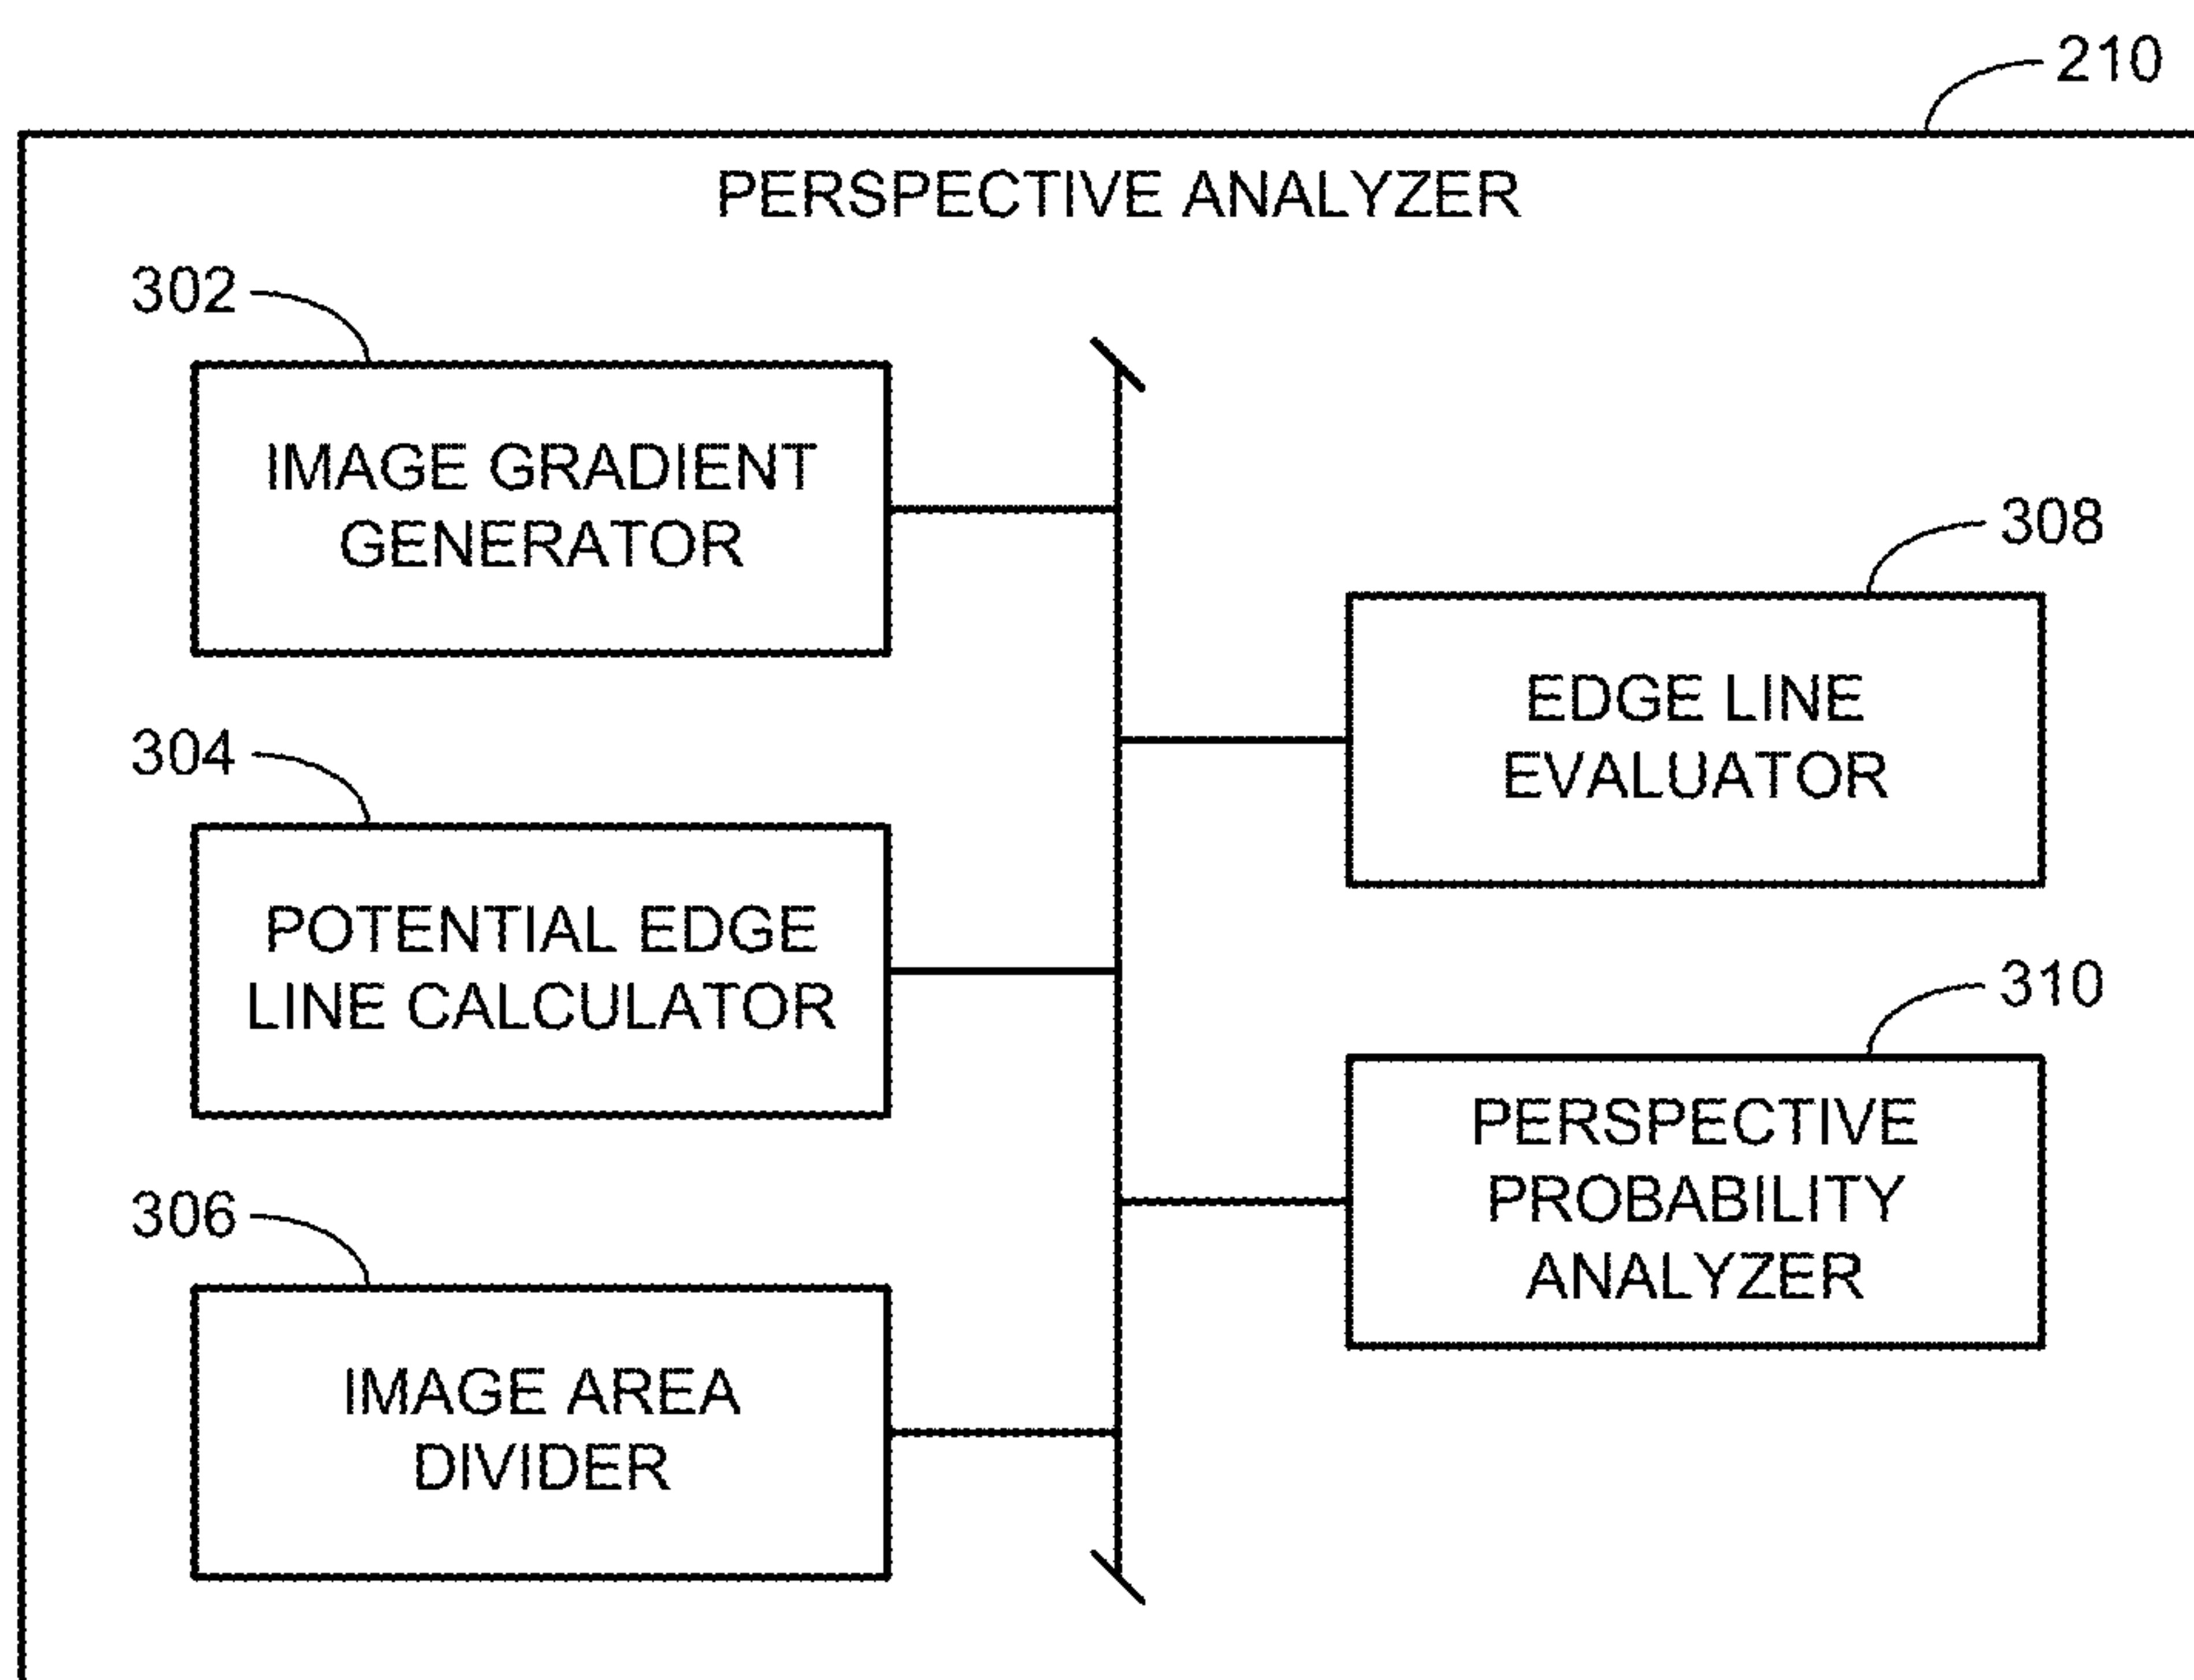 210
PERSPECTIVE ANALYZER
302
IMAGE GRADIENT
GENERATOR
304
POTENTIAL EDGE
LINE CALCULATOR
306
IMAGE AREA
DIVIDER
308
EDGE LINE
EVALUATOR
310
PERSPECTIVE
PROBABILITY
ANALYZER